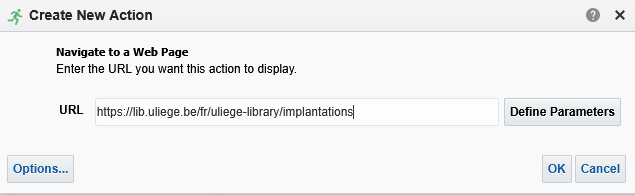 Create New Action
Navigate to a Web Page
Enter the URL you want this action to display.
URL https://lib.uliege.be/fr/uliege-library/implantations Define Parameters
Options... OK Cancel